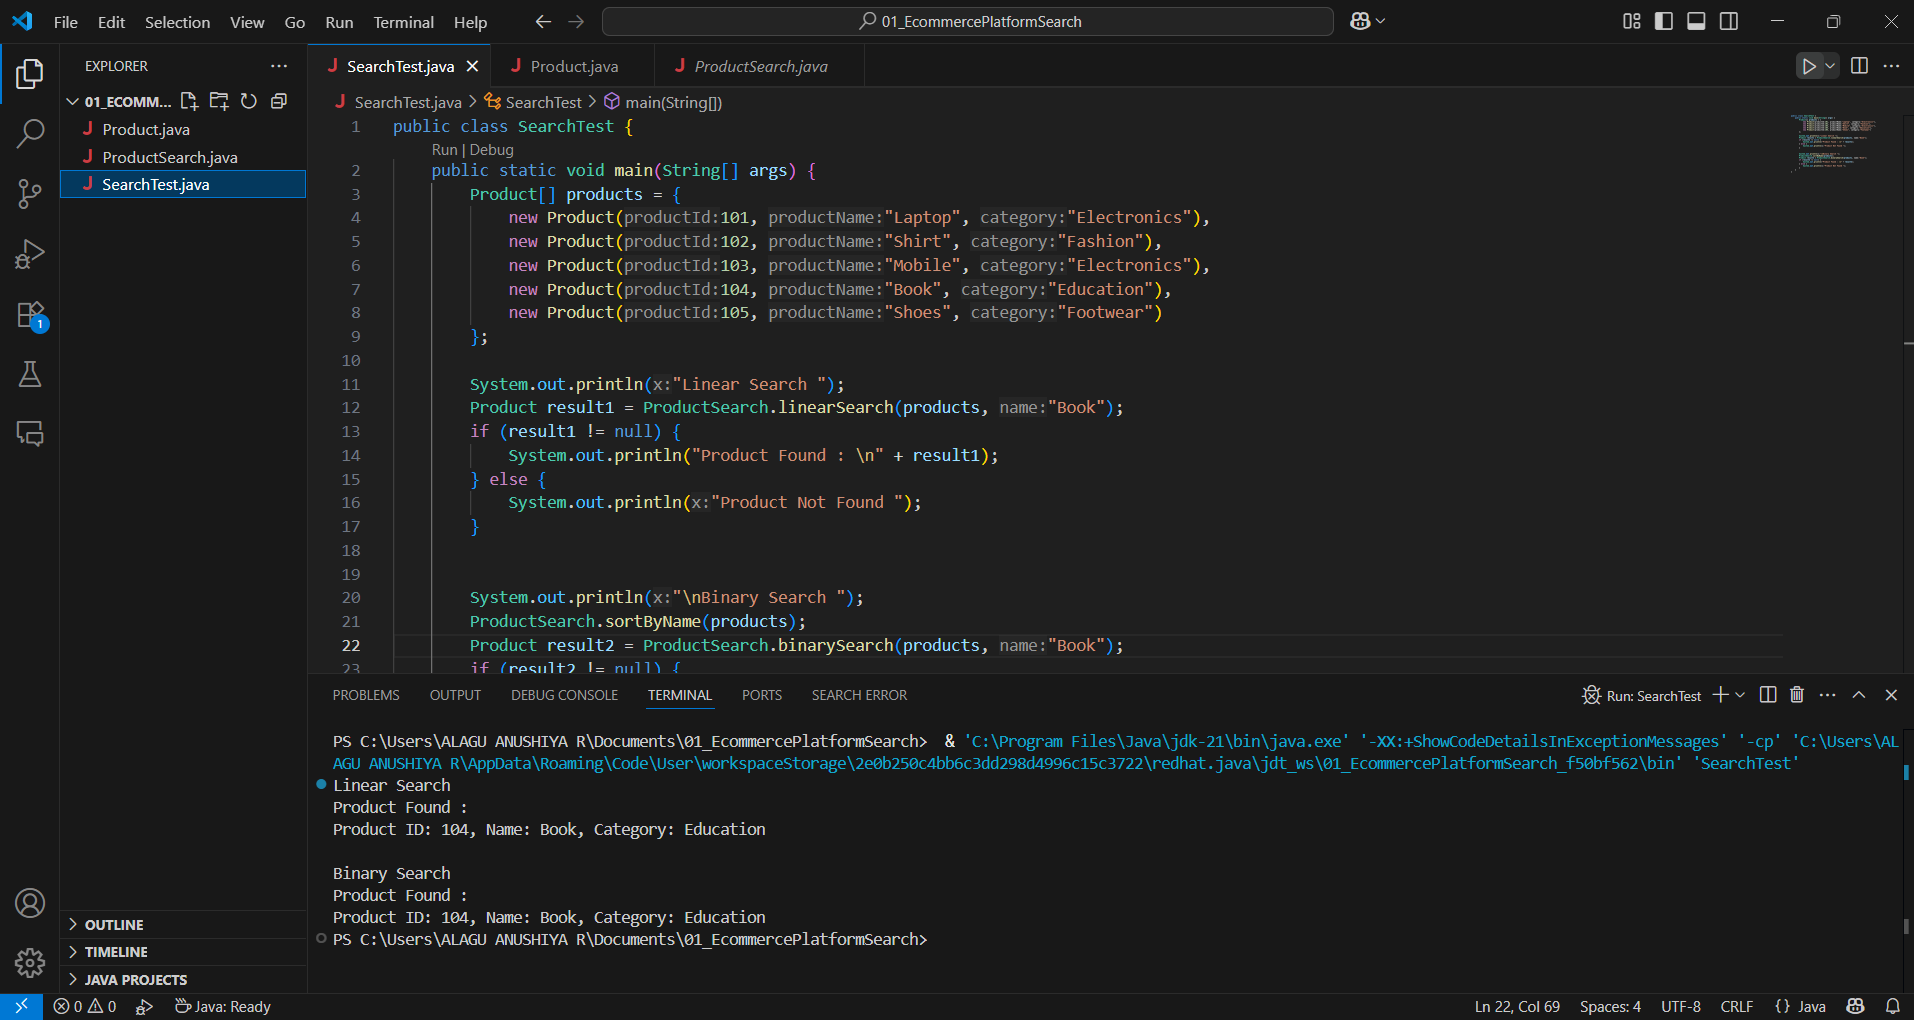 File Edit Selection View Go Run Terminal Help
01_EcommercePlatformSearch
EXPLORER
01_ECOMM...
Product.java
ProductSearch.java
SearchTest.java
OUTLINE
TIMELINE
JAVA PROJECTS
SearchTest.java Product.java ProductSearch.java
SearchTest.java > SearchTest > main(String[])
1 public class SearchTest {
Run | Debug
2 public static void main(String[] args) {
3 Product[] products = {
4 new Product(productId:101, productName:"Laptop", category:"Electronics"),
5 new Product(productId:102, productName:"Shirt", category:"Fashion"),
6 new Product(productId:103, productName:"Mobile", category:"Electronics"),
7 new Product(productId:104, productName:"Book", category:"Education"),
8 new Product(productId:105, productName:"Shoes", category:"Footwear")
9 };
10
11 System.out.println(x:"Linear Search ");
12 Product result1 = ProductSearch.linearSearch(products, name:"Book");
13 if (result1 != null) {
14 System.out.println("Product Found : \n" + result1);
15 } else {
16 System.out.println(x:"Product Not Found ");
17 }
18
19
20 System.out.println(x:"\nBinary Search ");
21 ProductSearch.sortByName(products);
22 Product result2 = ProductSearch.binarySearch(products, name:"Book");
23 if (result2 != null) {
PROBLEMS OUTPUT DEBUG CONSOLE TERMINAL PORTS SEARCH ERROR
Run: SearchTest
PS C:\Users\ALAGU ANUSHIYA R\Documents\01_EcommercePlatformSearch> & 'C:\Program Files\Java\jdk-21\bin\java.exe' '-XX:+ShowCodeDetailsInExceptionMessages' '-cp' 'C:\Users\AL
AGU ANUSHIYA R\AppData\Roaming\Code\User\workspaceStorage\2e0b250c4bb6c3dd298d4996c15c3722\redhat.java\jdt_ws\01_EcommercePlatformSearch_f50bf562\bin' 'SearchTest'
Linear Search
Product Found :
Product ID: 104, Name: Book, Category: Education
Binary Search
Product Found :
Product ID: 104, Name: Book, Category: Education
PS C:\Users\ALAGU ANUSHIYA R\Documents\01_EcommercePlatformSearch>
0 0 Java: Ready
Ln 22, Col 69 Spaces: 4 UTF-8 CRLF {} Java